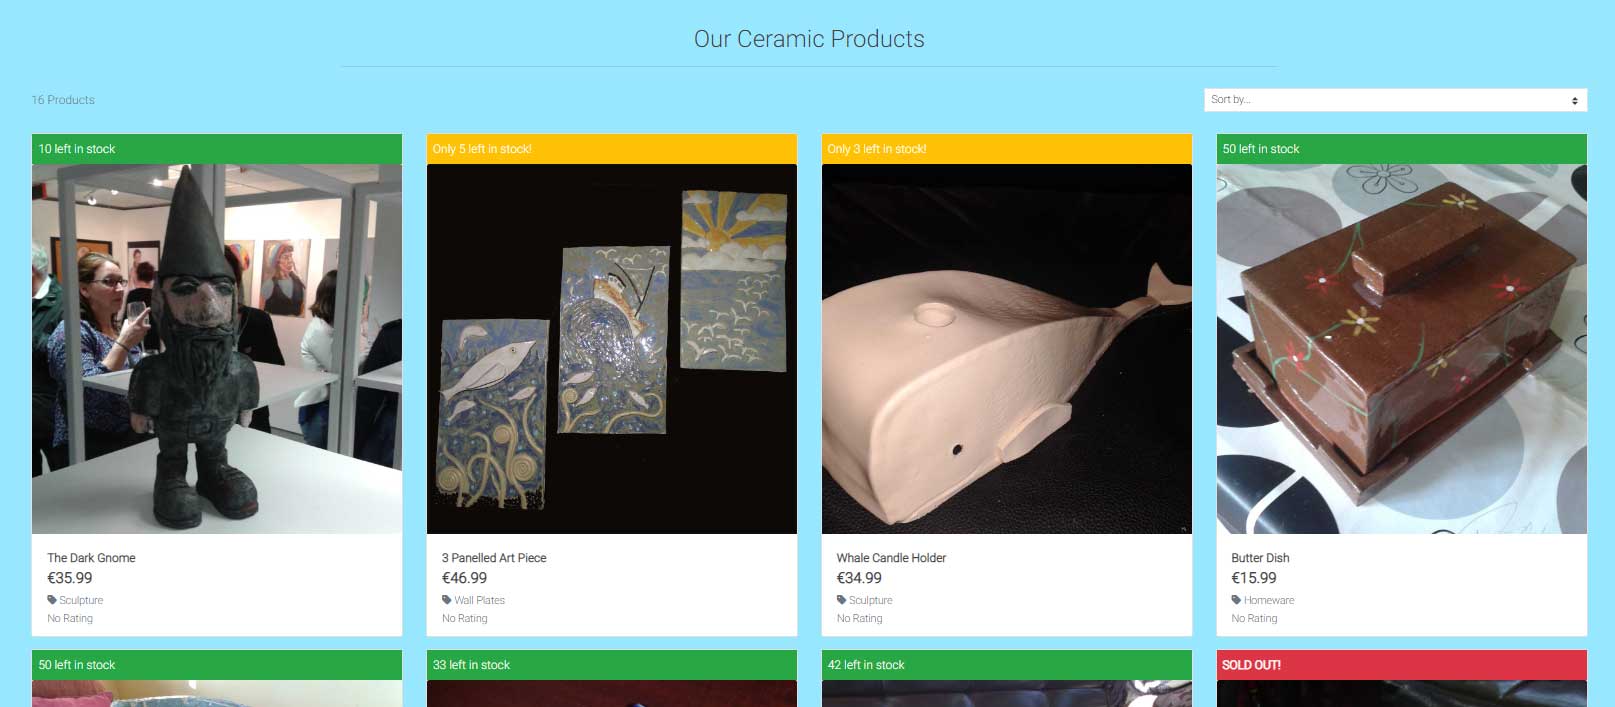 Our Ceramic Products
16 Products
Sort by...
10 left in stock
Only 5 left in stock!
Only 3 left in stock!
50 left in stock
The Dark Gnome
€35.99
Sculpture
No Rating
3 Panelled Art Piece
€46.99
Wall Plates
No Rating
Whale Candle Holder
€34.99
Sculpture
No Rating
Butter Dish
€15.99
Homeware
No Rating
50 left in stock
33 left in stock
42 left in stock
SOLD OUT!